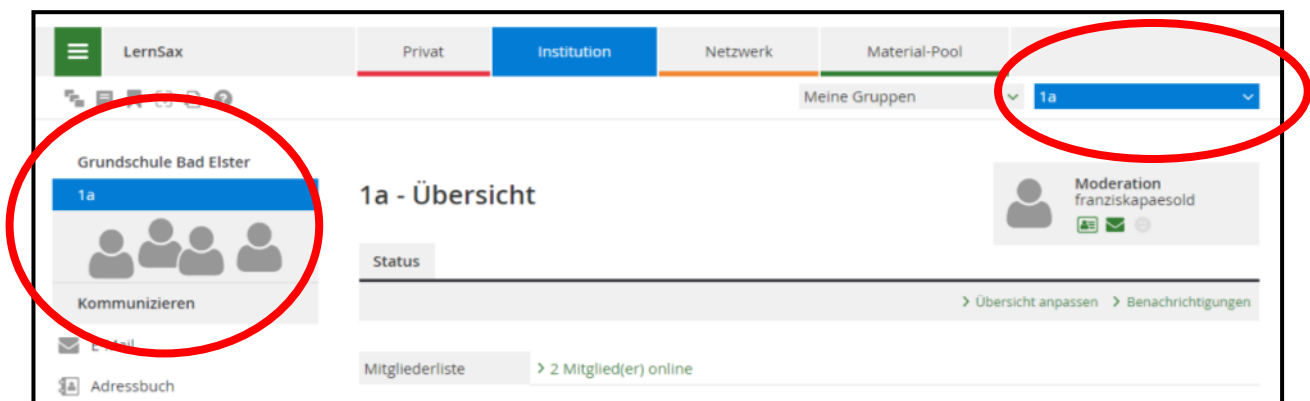 LernSax Privat Institution Netzwerk Material-Pool
Meine Gruppen 1a
Grundschule Bad Elster
1a
1a - Übersicht
Moderation
franziskapaesold
Status
Kommunizieren
Übersicht anpassen Benachrichtigungen
E-Mail
Mitgliederliste 2 Mitglied(er) online
Adressbuch